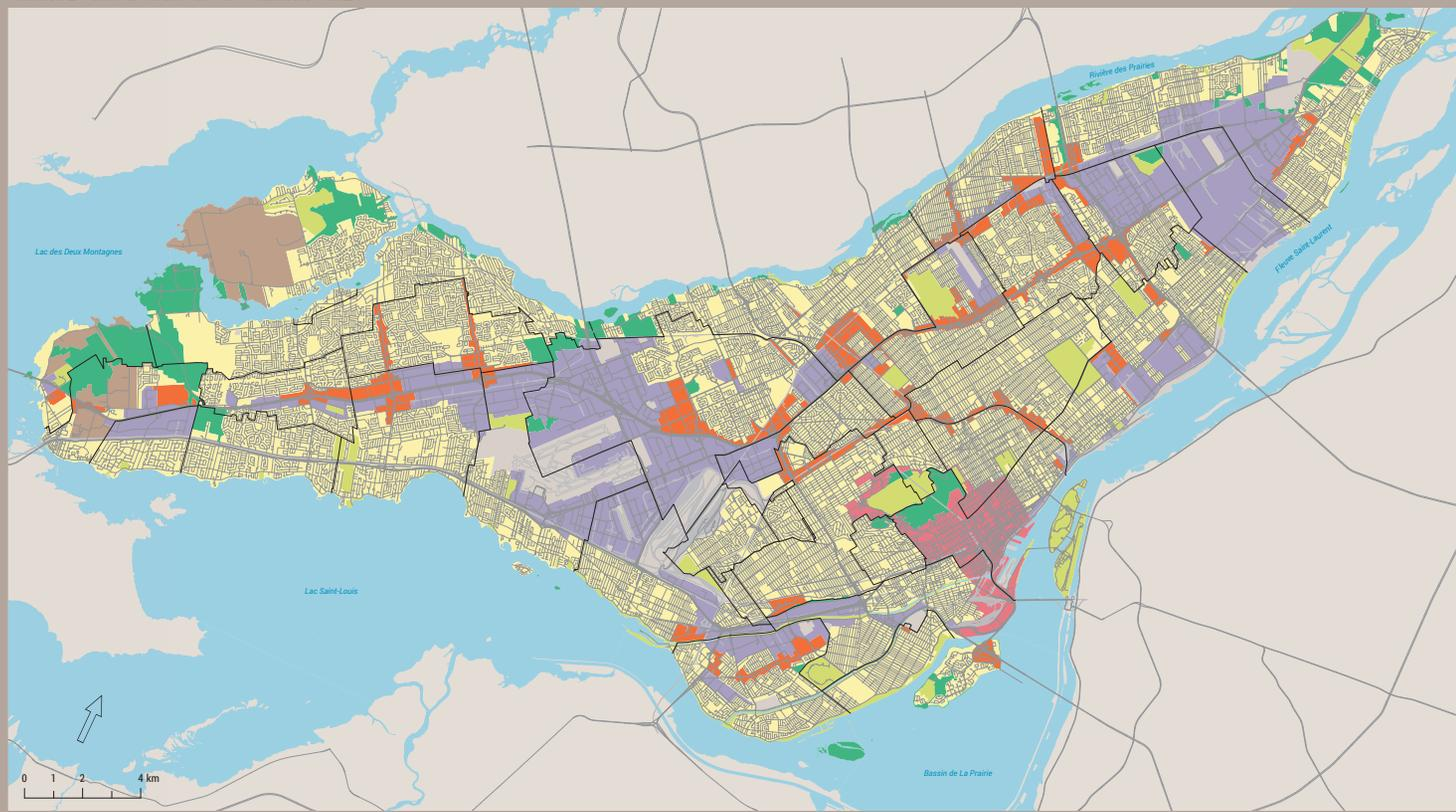 Rivière des Prairies
Lac des Deux Montagnes
Fleuve Saint-Laurent
Lac Saint-Louis
Bassin de La Prairie
0 1 2 4 km